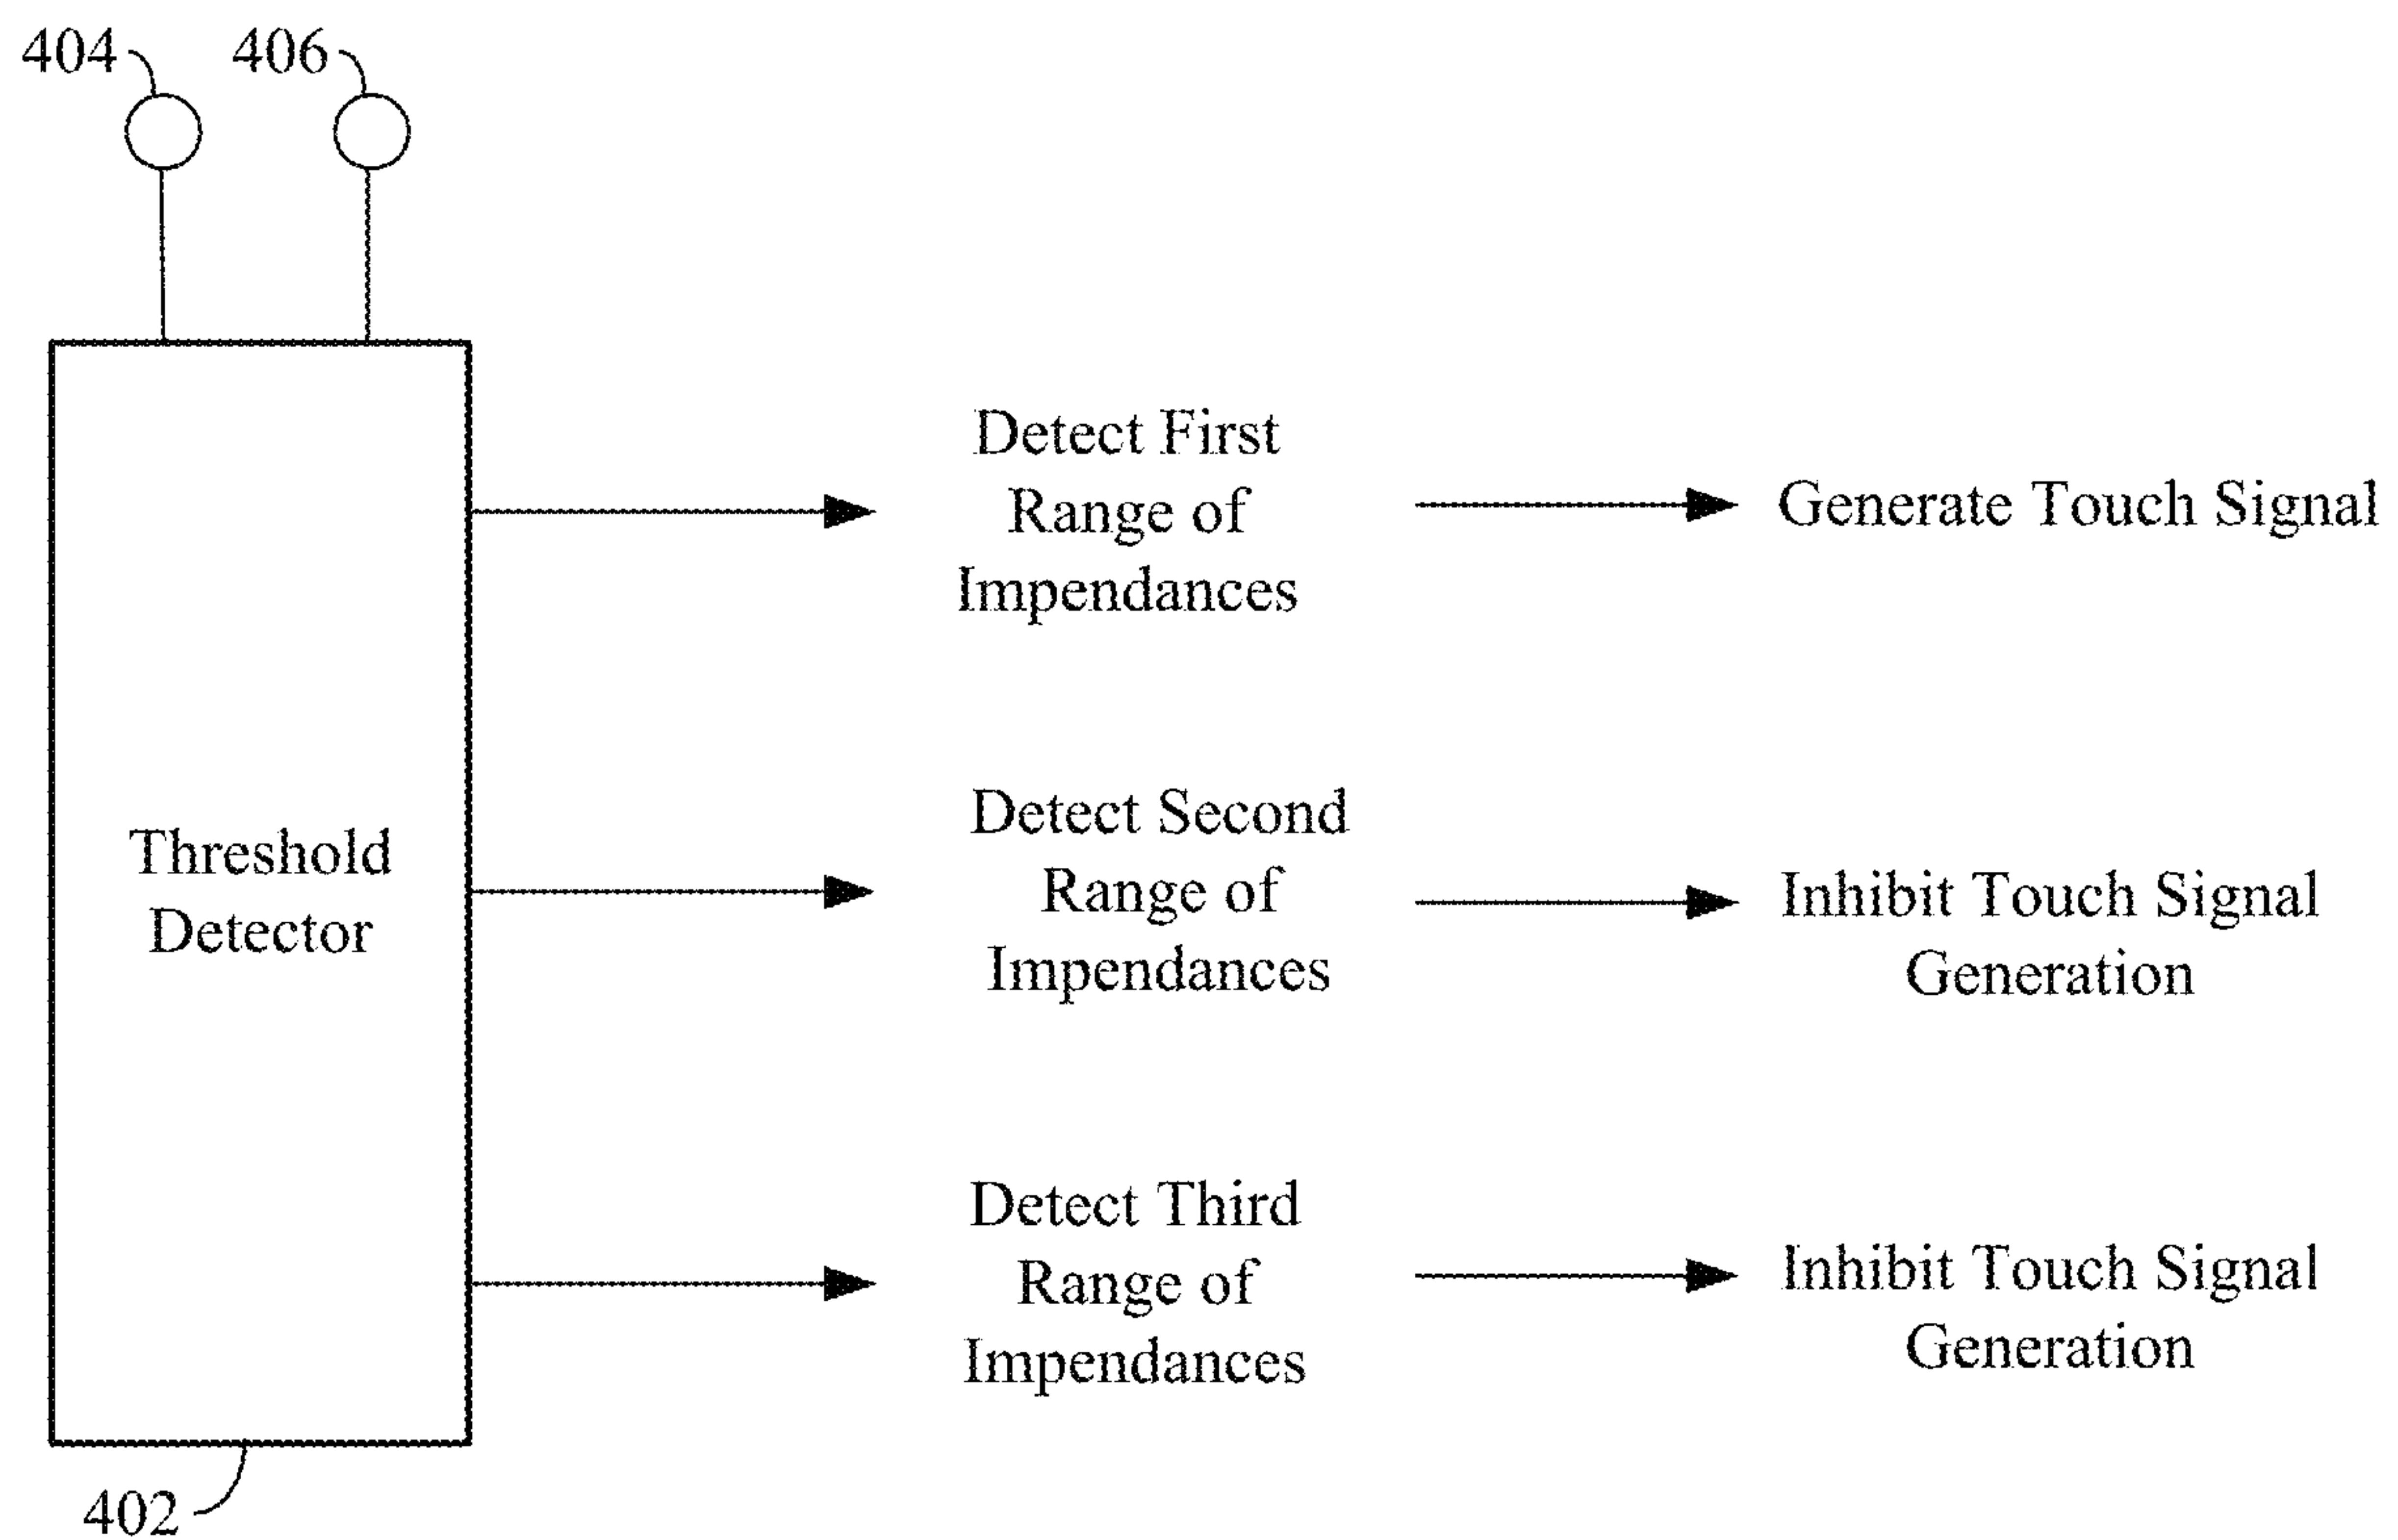 404
406
Detect First
Range of
Impendances
Generate Touch Signal
Threshold
Detector
Detect Second
Range of
Impendances
Inhibit Touch Signal
Generation
Detect Third
Range of
Impendances
Inhibit Touch Signal
Generation
402